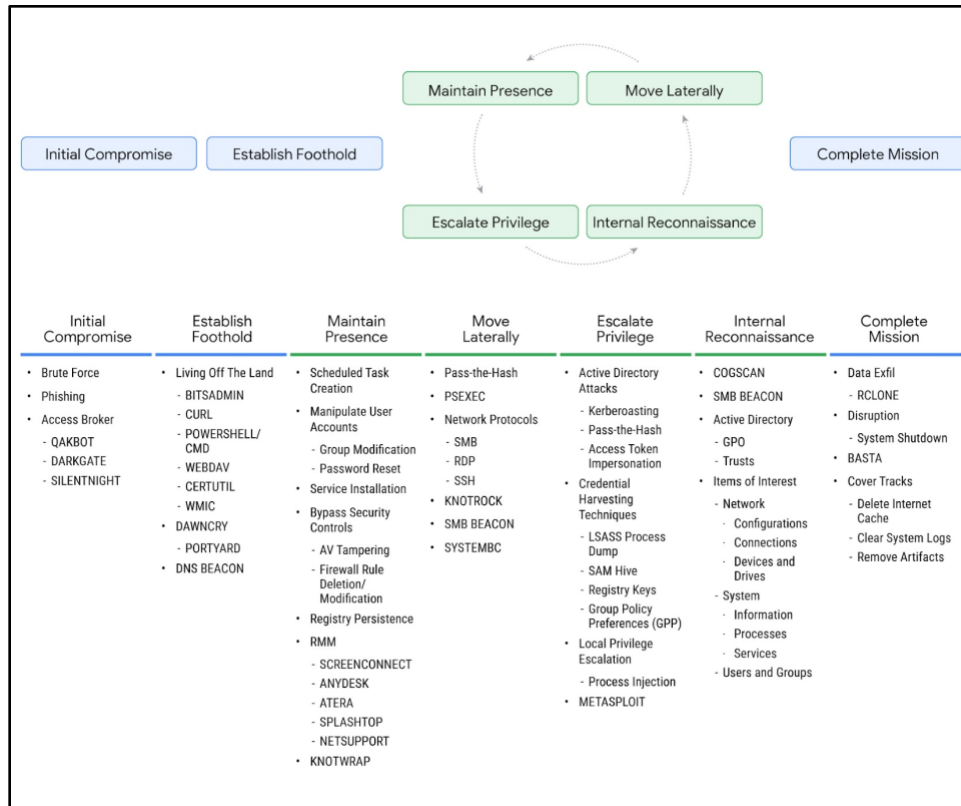 Maintain Presence
Move Laterally
Initial Compromise
Establish Foothold
Complete Mission
Escalate Privilege
Internal Reconnaissance
Initial
Compromise
• Brute Force
• Phishing
• Access Broker
- QAKBOT
- DARKGATE
- SILENTNIGHT
Establish
Foothold
• Living Off The Land
- BITSADMIN
- CURL
- POWERSHELL/
CMD
- WEBDAV
- CERTUTIL
- WMIC
• DAWNCRY
- PORTYARD
• DNS BEACON
Maintain
Presence
• Scheduled Task
Creation
• Manipulate User
Accounts
- Group Modification
- Password Reset
• Service Installation
• Bypass Security
Controls
- AV Tampering
- Firewall Rule
Deletion/
Modification
• Registry Persistence
• RMM
- SCREENCONNECT
- ANYDESK
- ATERA
- SPLASHTOP
- NETSUPPORT
• KNOTWRAP
Move
Laterally
• Pass-the-Hash
• PSEXEC
• Network Protocols
- SMB
- RDP
- SSH
• KNOTROCK
• SMB BEACON
• SYSTEMBC
Escalate
Privilege
• Active Directory
Attacks
- Kerberoasting
- Pass-the-Hash
- Access Token
Impersonation
• Credential
Harvesting
Techniques
- LSASS Process
Dump
- SAM Hive
- Registry Keys
- Group Policy
Preferences (GPP)
• Local Privilege
Escalation
- Process Injection
• METASPLOIT
Internal
Reconnaissance
• COGSCAN
• SMB BEACON
• Active Directory
- GPO
- Trusts
• Items of Interest
- Network
· Configurations
· Connections
· Devices and
Drives
- System
· Information
· Processes
· Services
- Users and Groups
Complete
Mission
• Data Exfil
- RCLONE
• Disruption
- System Shutdown
• BASTA
• Cover Tracks
- Delete Internet
Cache
- Clear System Logs
- Remove Artifacts